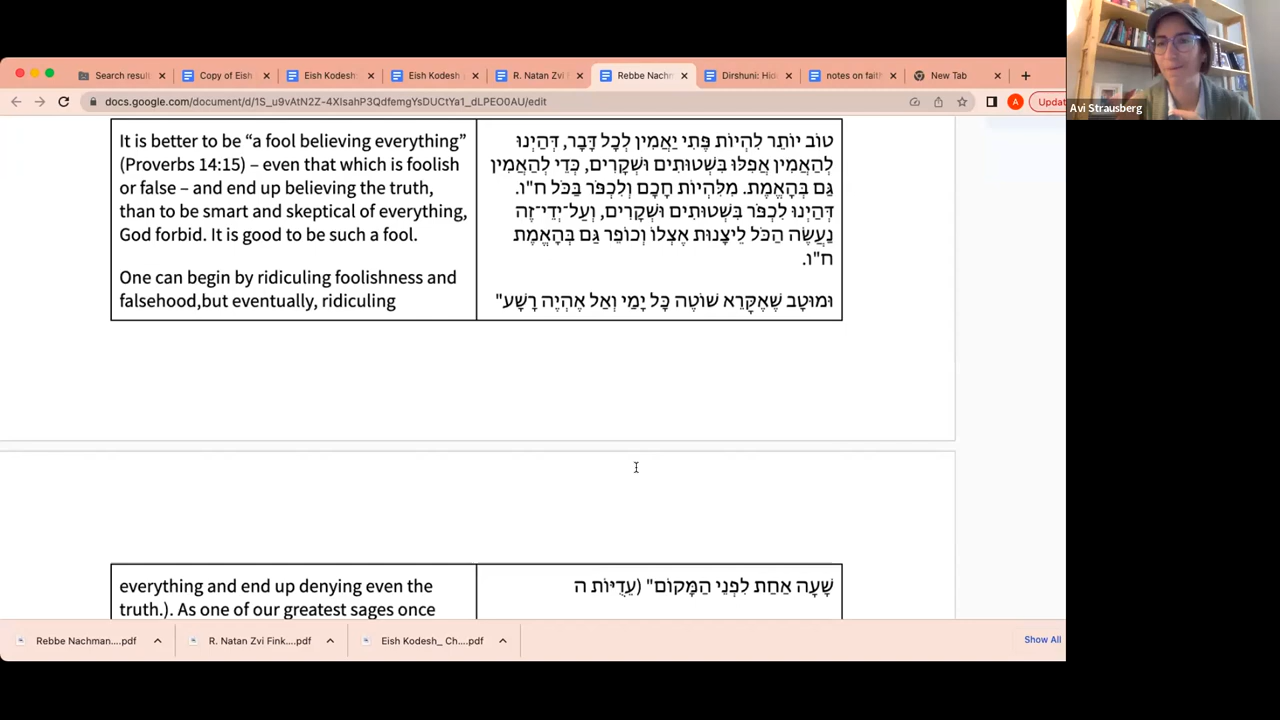 Search resul
Copy of Eish
Eish Kodesh:
Eish Kodesh
R. Natan Zvi F
Rebbe Nachm
Dirshuni: Hid
notes on faith
New Tab
docs.google.com/document/d/1S_u9vAtN2Z-4XIsahP3QdfemgYsDUCtYa1_dLPEO0AU/edit
A
Updat
Avi Strausberg
It is better to be “a fool believing everything”
(Proverbs 14:15) – even that which is foolish
or false – and end up believing the truth,
than to be smart and skeptical of everything,
God forbid. It is good to be such a fool.
One can begin by ridiculing foolishness and
falsehood,but eventually, ridiculing
טוֹב יוֹתֵר לִהְיוֹת פֶּתִי יַאֲמִין לְכָל דָּבָר, דְּהַיְנוּ
לְהַאֲמִין אֲפִלּוּ בִּשְׁטוּתִים וּשְׁקָרִים, כְּדֵי לְהַאֲמִין
גַּם בְּהָאֱמֶת. מִלִּהְיוֹת חָכָם וְלִכְפֹּר בַּכֹּל ח"ו.
דְּהַיְנוּ לִכְפֹּר בִּשְׁטוּתִים וּשְׁקָרִים, וְעַל־יְדֵי־זֶה
נַעֲשֶׂה הַכֹּל לֵיצָנוּת אֶצְלוֹ וְכוֹפֵר גַּם בְּהָאֱמֶת
ח"ו.
וּמוּטָב שֶׁאֶקָּרֵא שׁוֹטֶה כָּל יָמַי וְאַל אֶהְיֶה רָשָׁע"
everything and end up denying even the
truth.). As one of our greatest sages once
שָׁעָה אַחַת לִפְנֵי הַמָּקוֹם" (עֵדֻיּוֹת ה
Rebbe Nachman....pdf
R. Natan Zvi Fink....pdf
Eish Kodesh_ Ch....pdf
Show All